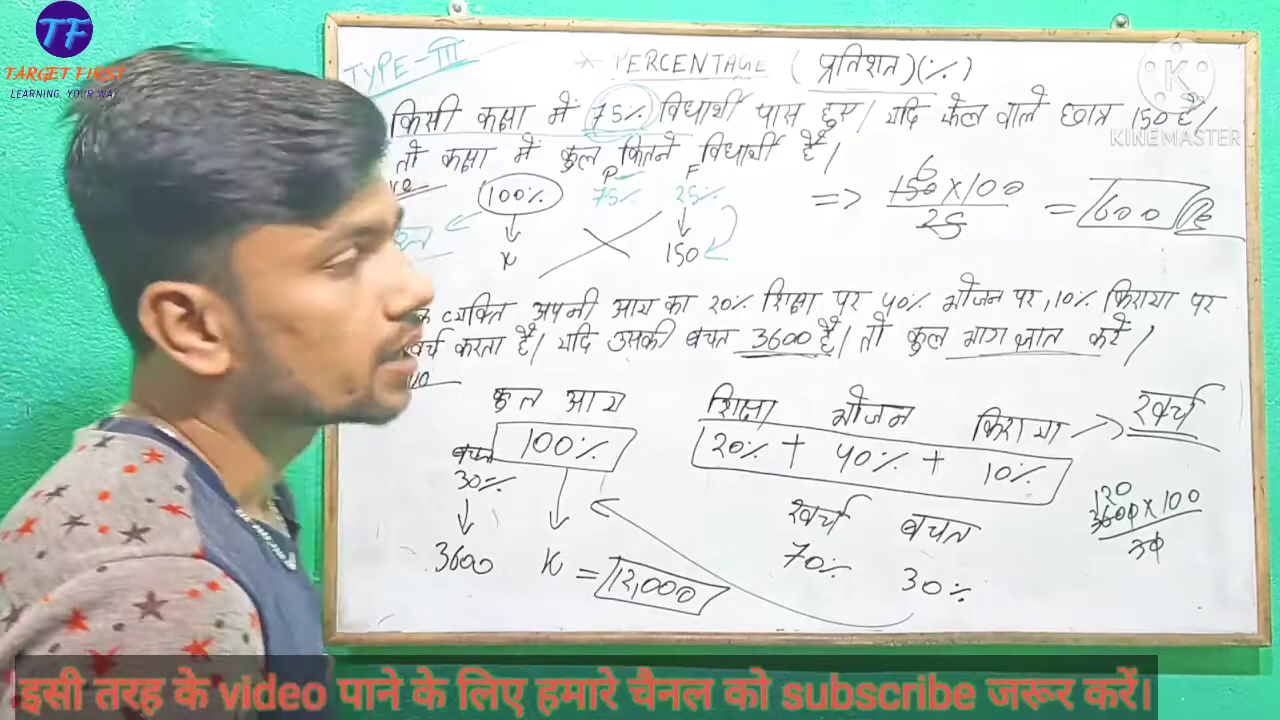 TF
TARGET FIRST
LEARNING, YOUR WAY
TYPE-III
* PERCENTAGE (प्रतिशत)(%)
K
KINEMASTER
किसी कक्षा में 75% विधार्थी पास हुए। यदि फेल वाले छात्र 150 है।
तो कक्षा में कुल कितने विधार्थी हैं।
P F
100% 75% 25%
x 150
=> 150 x 100 / 25 = 600
6
व्यक्ति अपनी आय का 20% शिक्षा पर 40% भोजन पर, 10% किराया पर
खर्च करता है। यदि उसकी बचत 3600 है। तो कुल भाग ज्ञात करें।
कुल आय शिक्षा भोजन किराया -> खर्च
100% 20% + 40% + 10%
बचत
30%
3600 x = 12,000
खर्च बचत
70% 30%
120
3600 x 100
30
इसी तरह के video पाने के लिए हमारे चैनल को subscribe जरूर करें।